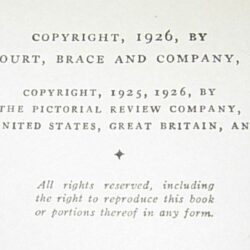 COPYRIGHT, 1926, BY
COURT, BRACE AND COMPANY,
COPYRIGHT, 1925, 1926, BY
THE PICTORIAL REVIEW COMPANY,
UNITED STATES, GREAT BRITAIN, AN
All rights reserved, including
the right to reproduce this book
or portions thereof in any form.